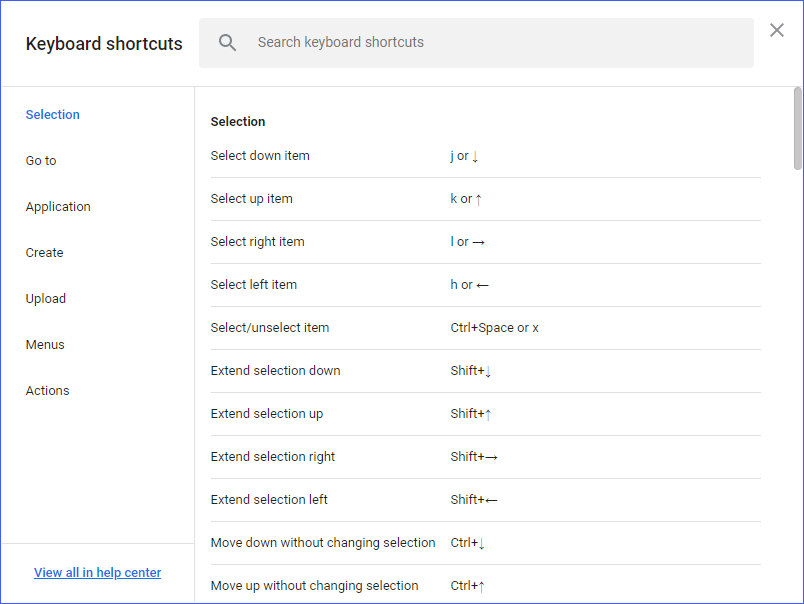 Keyboard shortcuts
Search keyboard shortcuts
Selection
Go to
Application
Create
Upload
Menus
Actions
View all in help center
Selection
Select down item j or ↓
Select up item k or ↑
Select right item l or →
Select left item h or ←
Select/unselect item Ctrl+Space or x
Extend selection down Shift+↓
Extend selection up Shift+↑
Extend selection right Shift+→
Extend selection left Shift+←
Move down without changing selection Ctrl+↓
Move up without changing selection Ctrl+↑